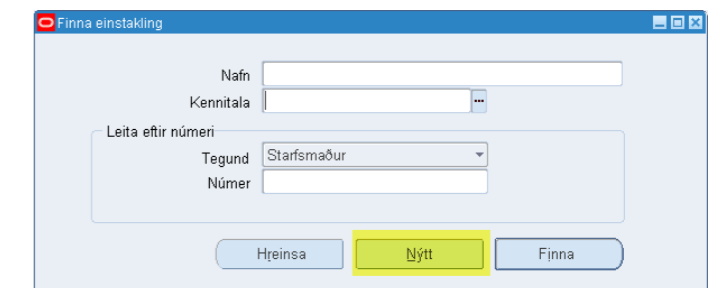 Finna einstakling
Nafn
Kennitala
Leita eftir númeri
Tegund Starfsmaður
Númer
Hreinsa Nýtt Finna